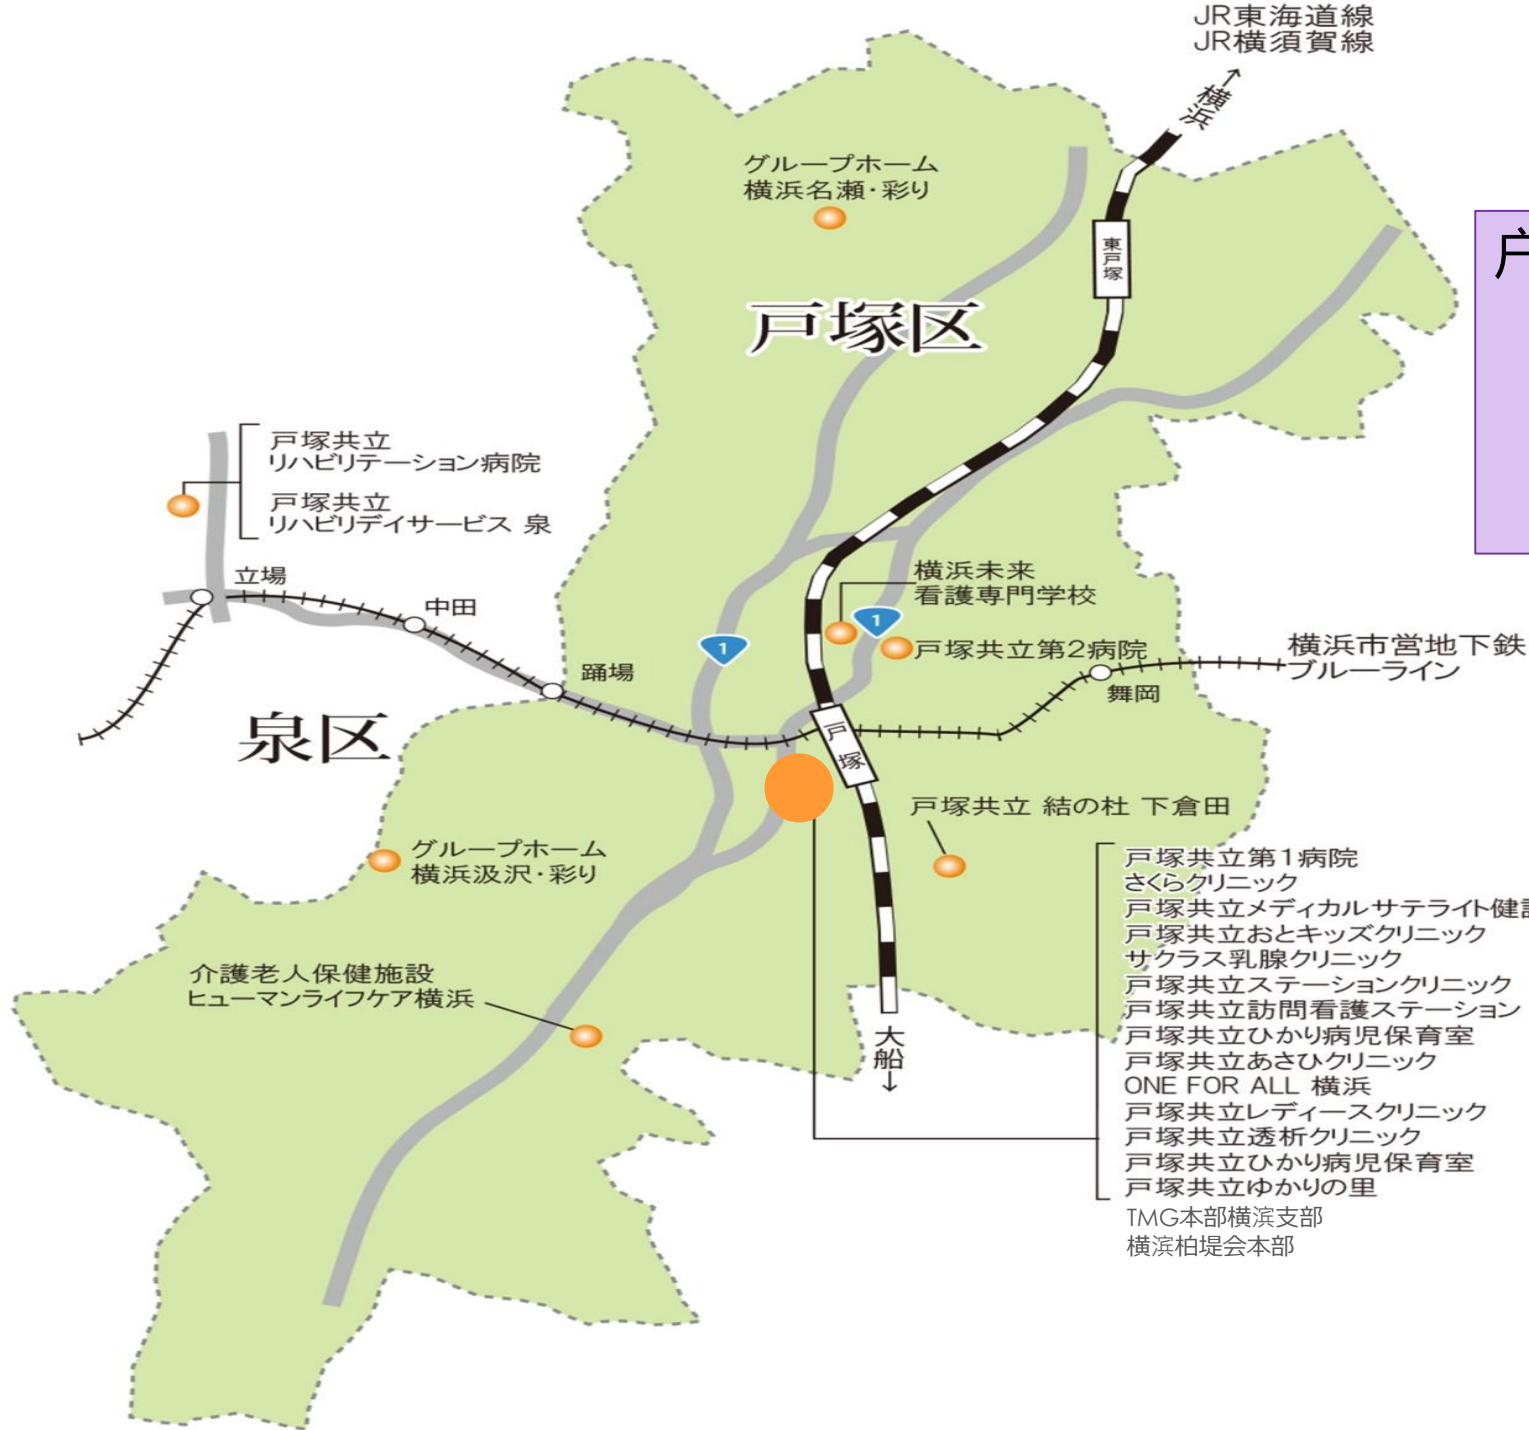 JR東海道線
JR横須賀線
↑横浜
グループホーム
横浜名瀬・彩り
東戸塚
戸
戸塚区
戸塚共立
リハビリテーション病院
戸塚共立
リハビリデイサービス 泉
立場
中田
横浜未来
看護専門学校
1
1
戸塚共立第2病院
横浜市営地下鉄
ブルーライン
踊場
舞岡
泉区
戸塚
戸塚共立 結の杜 下倉田
グループホーム
横浜汲沢・彩り
戸塚共立第1病院
さくらクリニック
戸塚共立メディカルサテライト健
戸塚共立おとキッズクリニック
サクラス乳腺クリニック
戸塚共立ステーションクリニック
戸塚共立訪問看護ステーション
戸塚共立ひかり病児保育室
戸塚共立あさひクリニック
ONE FOR ALL 横浜
戸塚共立レディースクリニック
戸塚共立透析クリニック
戸塚共立ひかり病児保育室
戸塚共立ゆかりの里
TMG本部横浜支部
横浜柏堤会本部
介護老人保健施設
ヒューマンライフケア横浜
大船↓